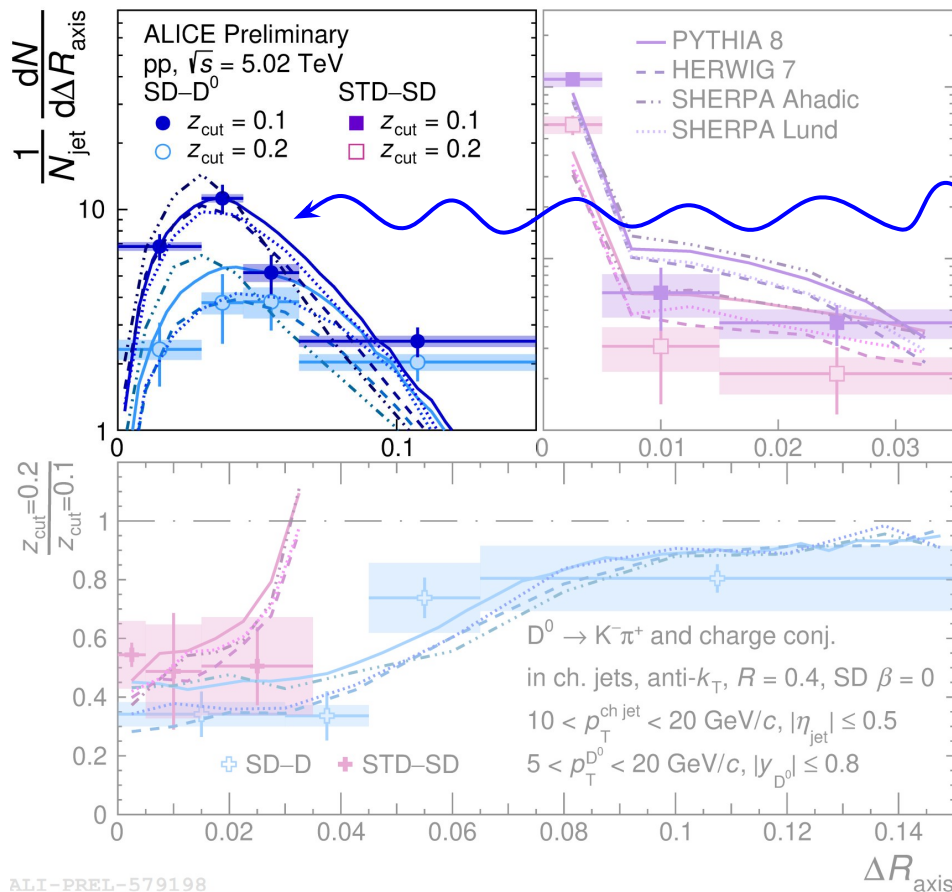 1/N_jet dN/dΔR_axis
ALICE Preliminary
pp, √s = 5.02 TeV
SD–D⁰ STD–SD
z_cut = 0.1 z_cut = 0.1
z_cut = 0.2 z_cut = 0.2
PYTHIA 8
HERWIG 7
SHERPA Ahadic
SHERPA Lund
10
1
0 0.1 0 0.01 0.02 0.03
z_cut=0.2/z_cut=0.1
1
0.8
0.6
0.4
0.2
0
D⁰ → K⁻π⁺ and charge conj.
in ch. jets, anti-k_T, R = 0.4, SD β = 0
10 < p_T^ch jet < 20 GeV/c, |η_jet| ≤ 0.5
5 < p_T^D⁰ < 20 GeV/c, |y_D⁰| ≤ 0.8
SD–D STD–SD
0 0.02 0.04 0.06 0.08 0.1 0.12 0.14
ΔR_axis
ALI-PREL-579198